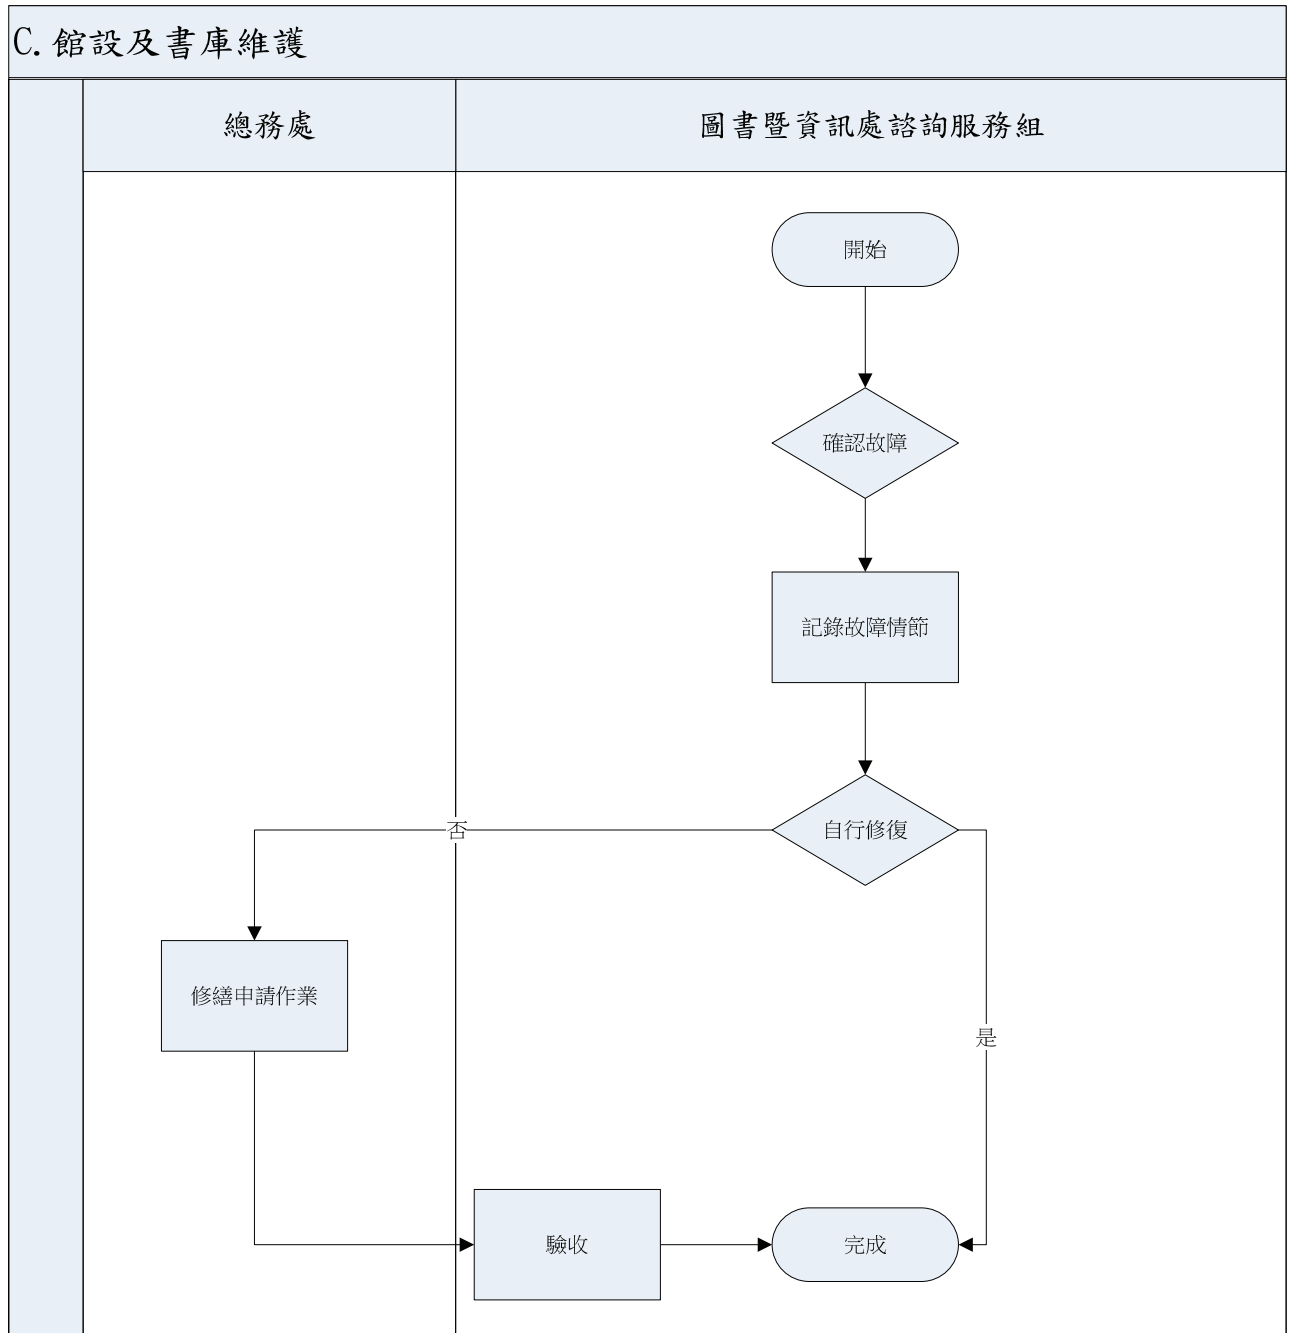 C. 館設及書庫維護
總務處
圖書暨資訊處諮詢服務組
開始
確認故障
記錄故障情節
自行修復
否
修繕申請作業
是
驗收
完成